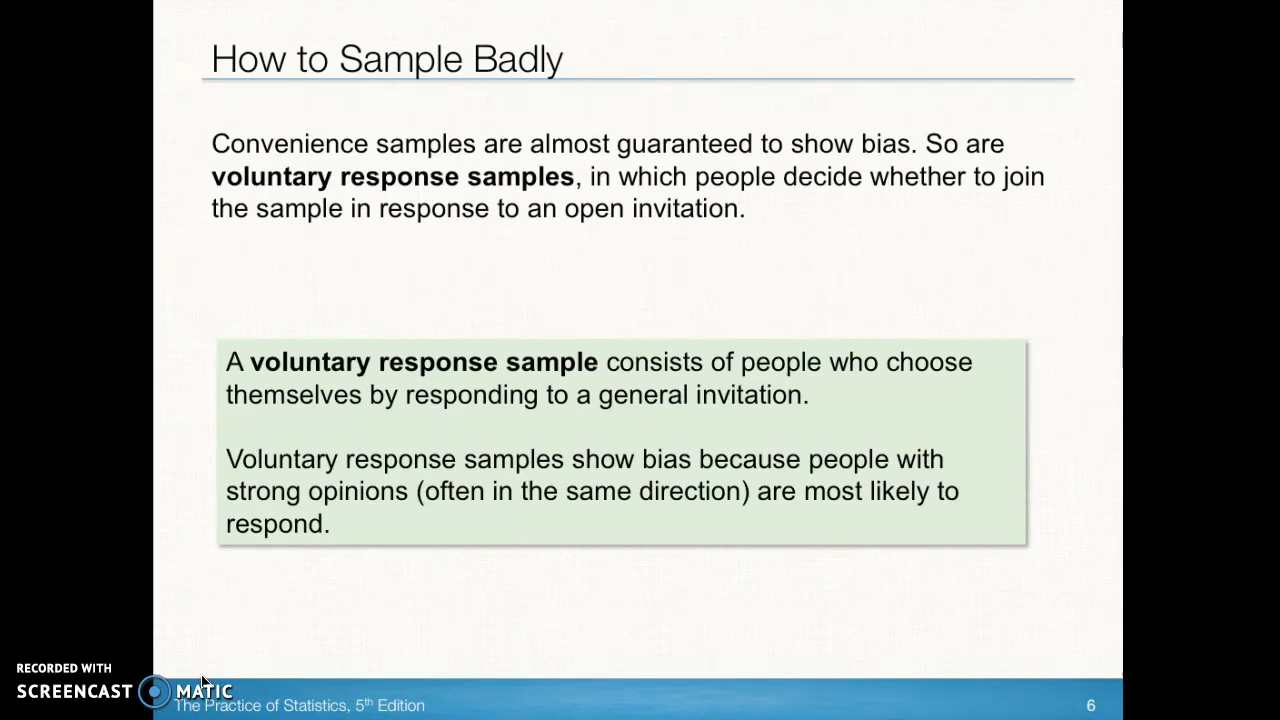 How to Sample Badly
Convenience samples are almost guaranteed to show bias. So are
voluntary response samples, in which people decide whether to join
the sample in response to an open invitation.
A voluntary response sample consists of people who choose
themselves by responding to a general invitation.
Voluntary response samples show bias because people with
strong opinions (often in the same direction) are most likely to
respond.
RECORDED WITH
SCREENCAST MATIC
The Practice of Statistics, 5th Edition
6